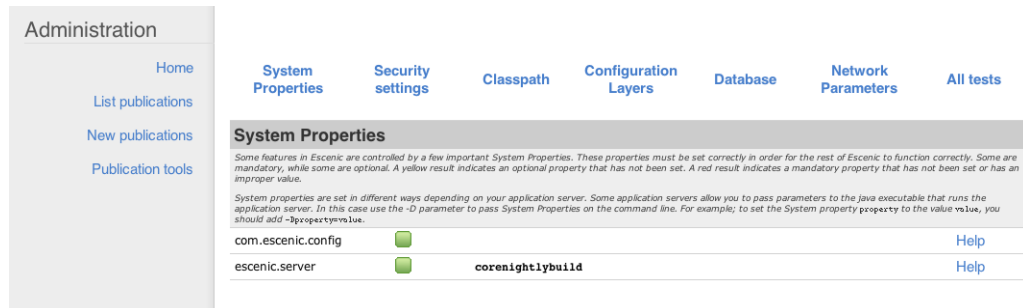 Administration
Home
List publications
New publications
Publication tools
System Properties
Security settings
Classpath
Configuration Layers
Database
Network Parameters
All tests
System Properties
Some features in Escenic are controlled by a few important System Properties. These properties must be set correctly in order for the rest of Escenic to function correctly. Some are
mandatory, while some are optional. A yellow result indicates an optional property that has not been set. A red result indicates a mandatory property that has not been set or has an
improper value.
System properties are set in different ways depending on your application server. Some application servers allow you to pass parameters to the java executable that runs the
application server. In this case use the -D parameter to pass System Properties on the command line. For example; to set the System property property to the value value, you
should add -Dproperty=value.
com.escenic.config Help
escenic.server corenightlybuild Help